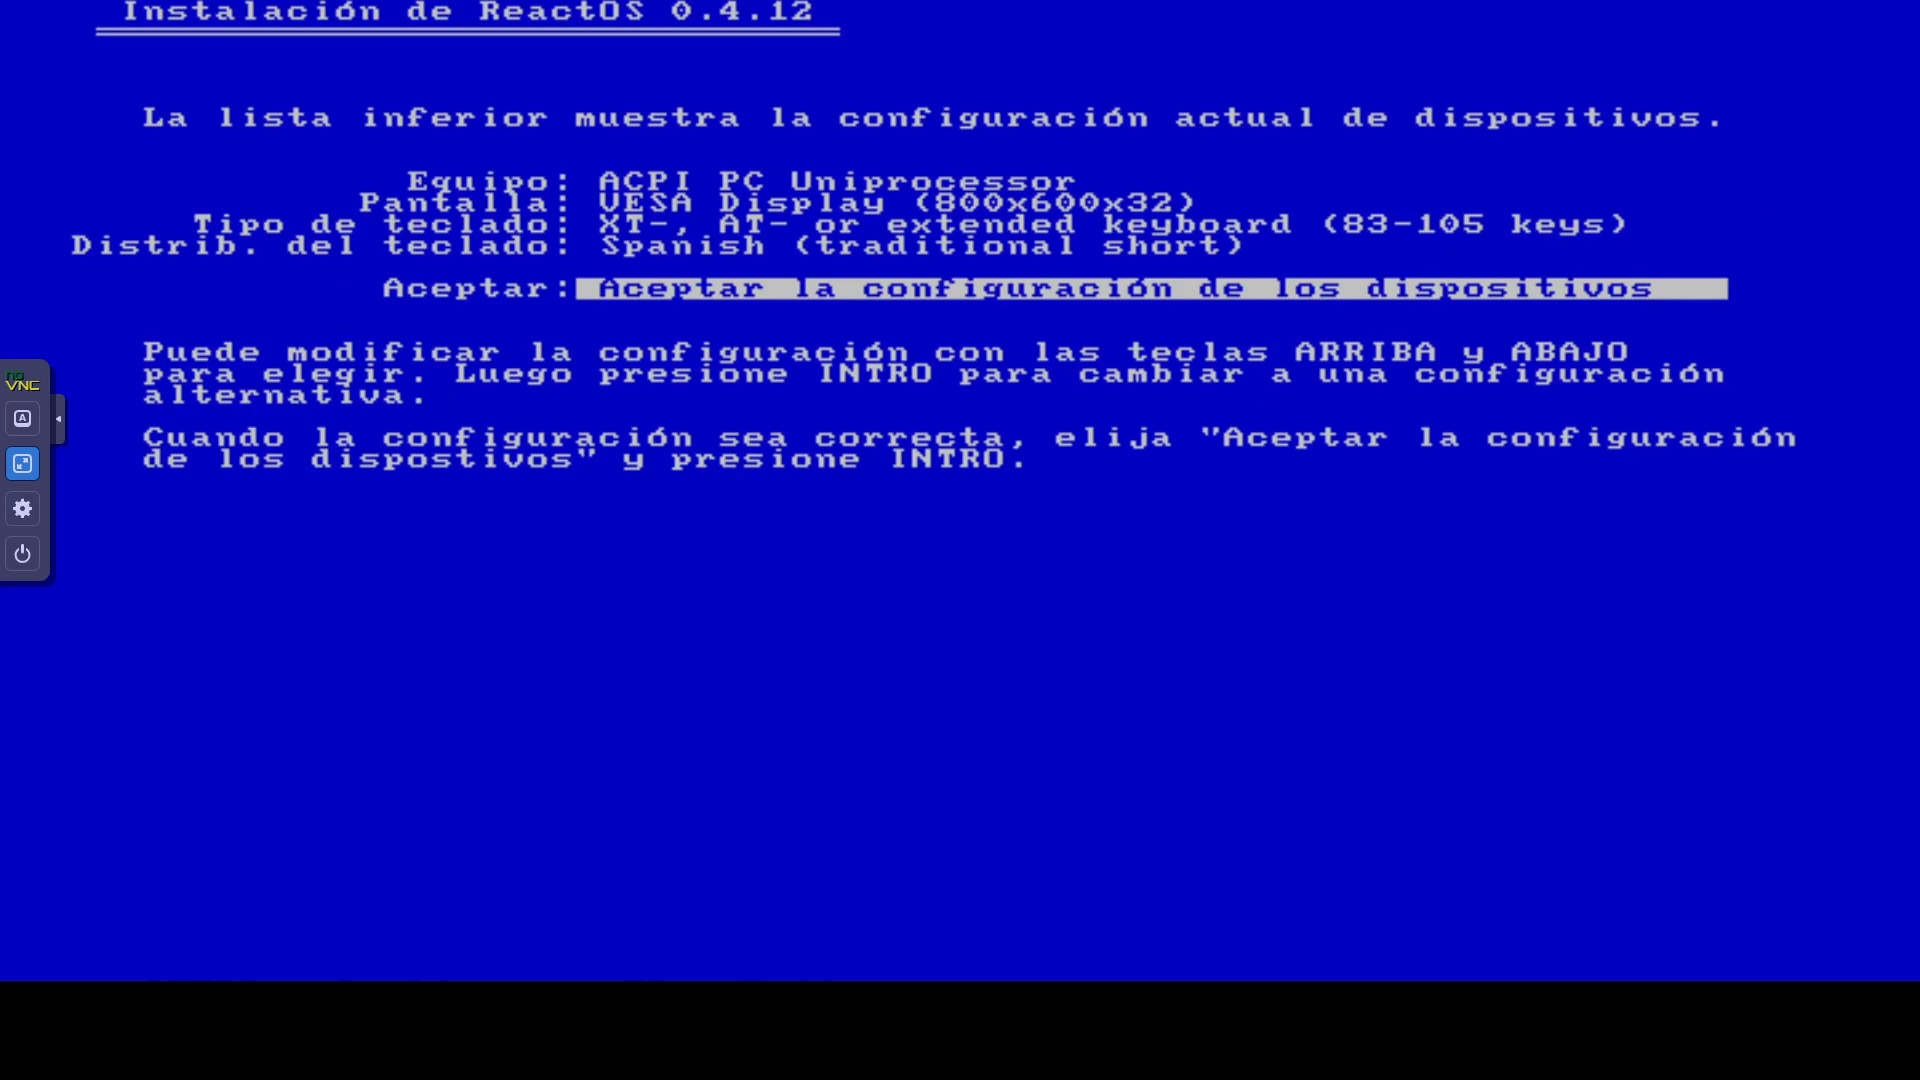 Instalación de ReactOS 0.4.12
La lista inferior muestra la configuración actual de dispositivos.
Equipo: ACPI PC Uniprocessor
Pantalla: VESA Display (800x600x32)
Tipo de teclado: XT-, AT- or extended keyboard (83-105 keys)
Distrib. del teclado: Spanish (traditional short)
Aceptar: Aceptar la configuración de los dispositivos
Puede modificar la configuración con las teclas ARRIBA y ABAJO
para elegir. Luego presione INTRO para cambiar a una configuración
alternativa.
Cuando la configuración sea correcta, elija "Aceptar la configuración
de los dispostivos" y presione INTRO.
no
VNC
A